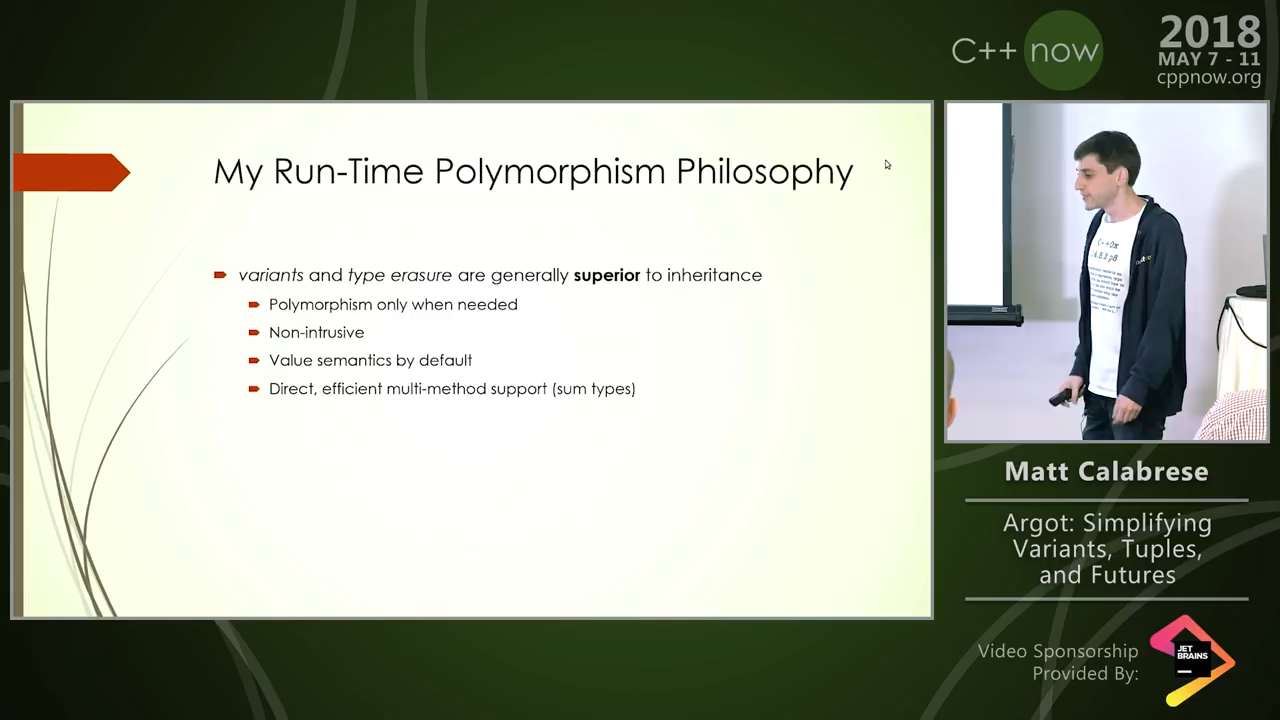 C++ now
2018
MAY 7 - 11
cppnow.org
My Run-Time Polymorphism Philosophy
variants and type erasure are generally superior to inheritance
Polymorphism only when needed
Non-intrusive
Value semantics by default
Direct, efficient multi-method support (sum types)
C++ 0x
Matt Calabrese
Argot: Simplifying
Variants, Tuples,
and Futures
Video Sponsorship
Provided By:
JET
BRAINS